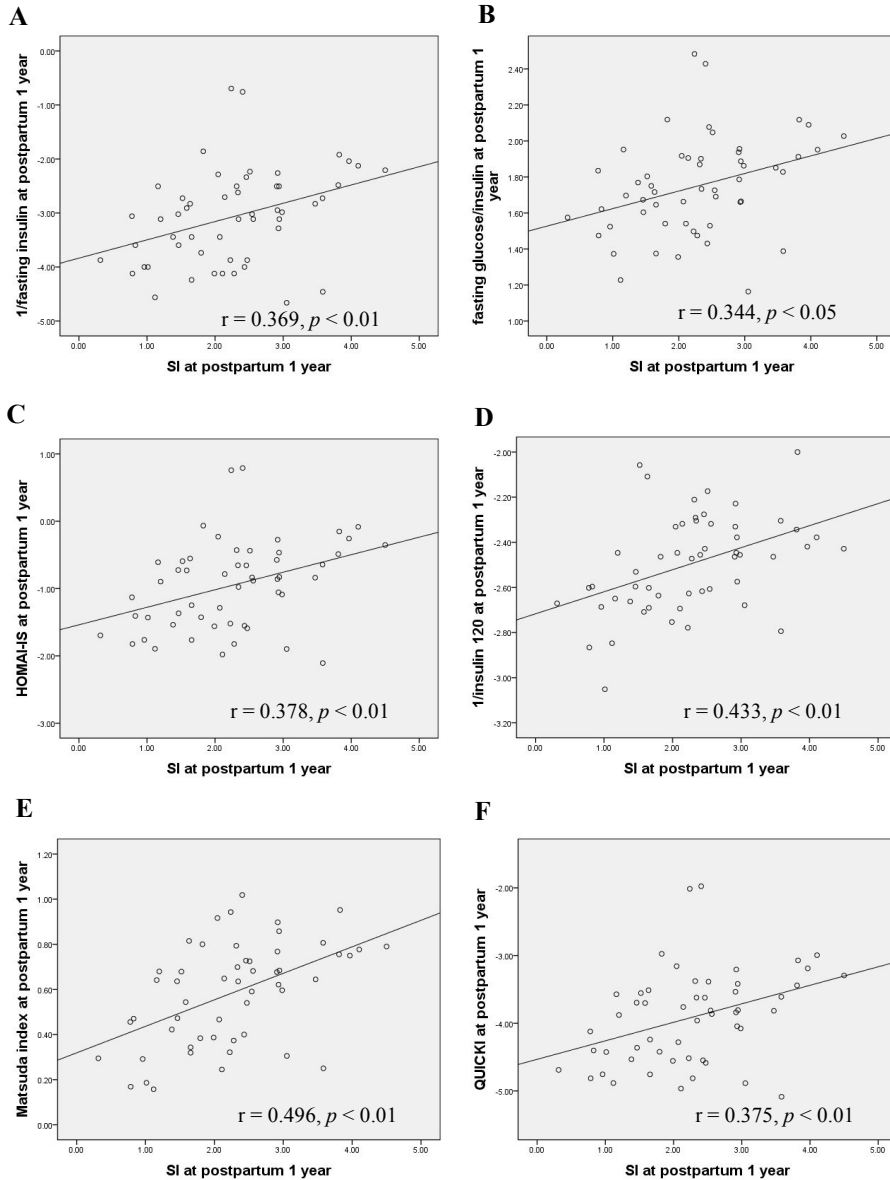 A
1/fasting insulin at postpartum 1 year
0.00
-1.00
-2.00
-3.00
-4.00
-5.00
r = 0.369, p < 0.01
0.00 1.00 2.00 3.00 4.00 5.00
SI at postpartum 1 year
B
fasting glucose/insulin at postpartum 1
year
2.40
2.20
2.00
1.80
1.60
1.40
1.20
1.00
r = 0.344, p < 0.05
0.00 1.00 2.00 3.00 4.00 5.00
SI at postpartum 1 year
C
HOMAI-IS at postpartum 1 year
1.00
0.00
-1.00
-2.00
-3.00
r = 0.378, p < 0.01
0.00 1.00 2.00 3.00 4.00 5.00
SI at postpartum 1 year
D
1/insulin 120 at postpartum 1 year
-2.00
-2.20
-2.40
-2.60
-2.80
-3.00
-3.20
r = 0.433, p < 0.01
0.00 1.00 2.00 3.00 4.00 5.00
SI at postpartum 1 year
E
Matsuda index at postpartum 1 year
1.20
1.00
0.80
0.60
0.40
0.20
0.00
r = 0.496, p < 0.01
0.00 1.00 2.00 3.00 4.00 5.00
SI at postpartum 1 year
F
QUICKI at postpartum 1 year
-2.00
-3.00
-4.00
-5.00
r = 0.375, p < 0.01
0.00 1.00 2.00 3.00 4.00 5.00
SI at postpartum 1 year